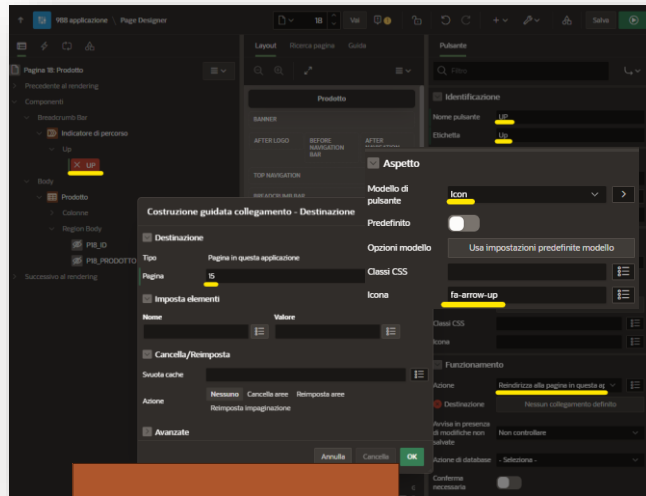 988 applicazione \ Page Designer
18
Vai
Salva
Pagina 18: Prodotto
Precedente al rendering
Componenti
Breadcrumb Bar
Indicatore di percorso
Up
UP
Body
Prodotto
Colonne
Region Body
P18_ID
P18_PRODOTTO
Successivo al rendering
Layout
Ricerca pagina
Guida
Prodotto
BANNER
AFTER LOGO
BEFORE NAVIGATION BAR
AFTER
TOP NAVIGATION
Pulsante
Filtro
Identificazione
Nome pulsante
UP
Etichetta
Up
Aspetto
Modello di pulsante
Icon
Predefinito
Opzioni modello
Usa impostazioni predefinite modello
Classi CSS
Icona
fa-arrow-up
Costruzione guidata collegamento - Destinazione
Destinazione
Tipo
Pagina in questa applicazione
Pagina
15
Imposta elementi
Nome
Valore
Cancella/Reimposta
Svuota cache
Azione
Nessuno
Cancella aree
Reimposta aree
Reimposta impaginazione
Avanzate
Annulla
Cancella
OK
Classi CSS
Icona
Funzionamento
Azione
Reindirizza alla pagina in questa ap
Destinazione
Nessun collegamento definito
Avvisa in presenza di modifiche non salvate
Non controllare
Azione di database
- Seleziona -
Conferma necessaria